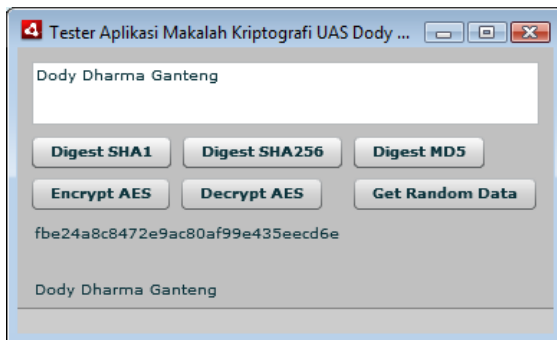 Tester Aplikasi Makalah Kriptografi UAS Dody ...
Dody Dharma Ganteng
Digest SHA1 Digest SHA256 Digest MD5
Encrypt AES Decrypt AES Get Random Data
fbe24a8c8472e9ac80af99e435eecd6e
Dody Dharma Ganteng